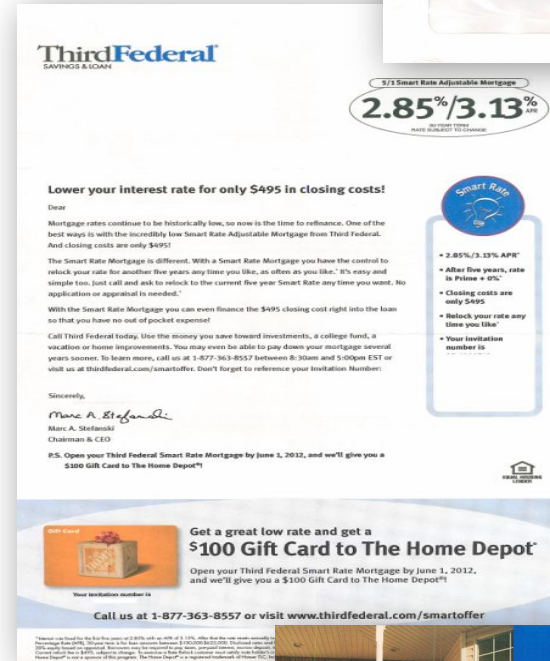 ThirdFederal
SAVINGS & LOAN
5/1 Smart Rate Adjustable Mortgage
2.85%/3.13% APR
30 YEAR TERM
RATE SUBJECT TO CHANGE
Lower your interest rate for only $495 in closing costs!
Dear
Mortgage rates continue to be historically low, so now is the time to refinance. One of the
best ways is with the incredibly low Smart Rate Adjustable Mortgage from Third Federal.
And closing costs are only $495!
The Smart Rate Mortgage is different. With a Smart Rate Mortgage you have the control to
relock your rate for another five years any time you like, as often as you like.* It's easy and
simple too. Just call and ask to relock to the current five year Smart Rate any time you want. No
application or appraisal is needed.*
With the Smart Rate Mortgage you can even finance the $495 closing cost right into the loan
so that you have no out of pocket expense!
Call Third Federal today. Use the money you save toward investments, a college fund, a
vacation or home improvements. You may even be able to pay down your mortgage several
years sooner. To learn more, call us at 1-877-363-8557 between 8:30am and 5:00pm EST or
visit us at thirdfederal.com/smartoffer. Don't forget to reference your Invitation Number:
Sincerely,
Marc A. Stefanski
Marc A. Stefanski
Chairman & CEO
P.S. Open your Third Federal Smart Rate Mortgage by June 1, 2012, and we'll give you a
$100 Gift Card to The Home Depot®!
Smart Rate
• 2.85%/3.13% APR*
• After five years, rate
is Prime + 0%*
• Closing costs are
only $495
• Relock your rate any
time you like*
• Your invitation
number is
EQUAL HOUSING
LENDER
Gift Card
Your invitation number is
Get a great low rate and get a
$100 Gift Card to The Home Depot*
Open your Third Federal Smart Rate Mortgage by June 1, 2012,
and we'll give you a $100 Gift Card to The Home Depot®!
Call us at 1-877-363-8557 or visit www.thirdfederal.com/smartoffer